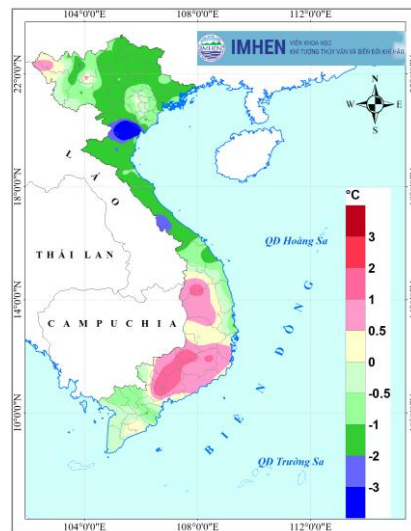 104°0'0"E 108°0'0"E 112°0'0"E
IMHEN
VIỆN KHOA HỌC
KHÍ TƯỢNG THỦY VĂN VÀ BIẾN ĐỔI KHÍ HẬU
22°0'0"N
N
W E
S
L À O
18°0'0"N
°C
QĐ Hoàng Sa
THÁI LAN
3
2
14°0'0"N
1
CAMPUCHIA
0.5
0
-0.5
10°0'0"N
-1
BIỂN ĐÔNG
-2
QĐ Trường Sa
-3
104°0'0"E 108°0'0"E 112°0'0"E